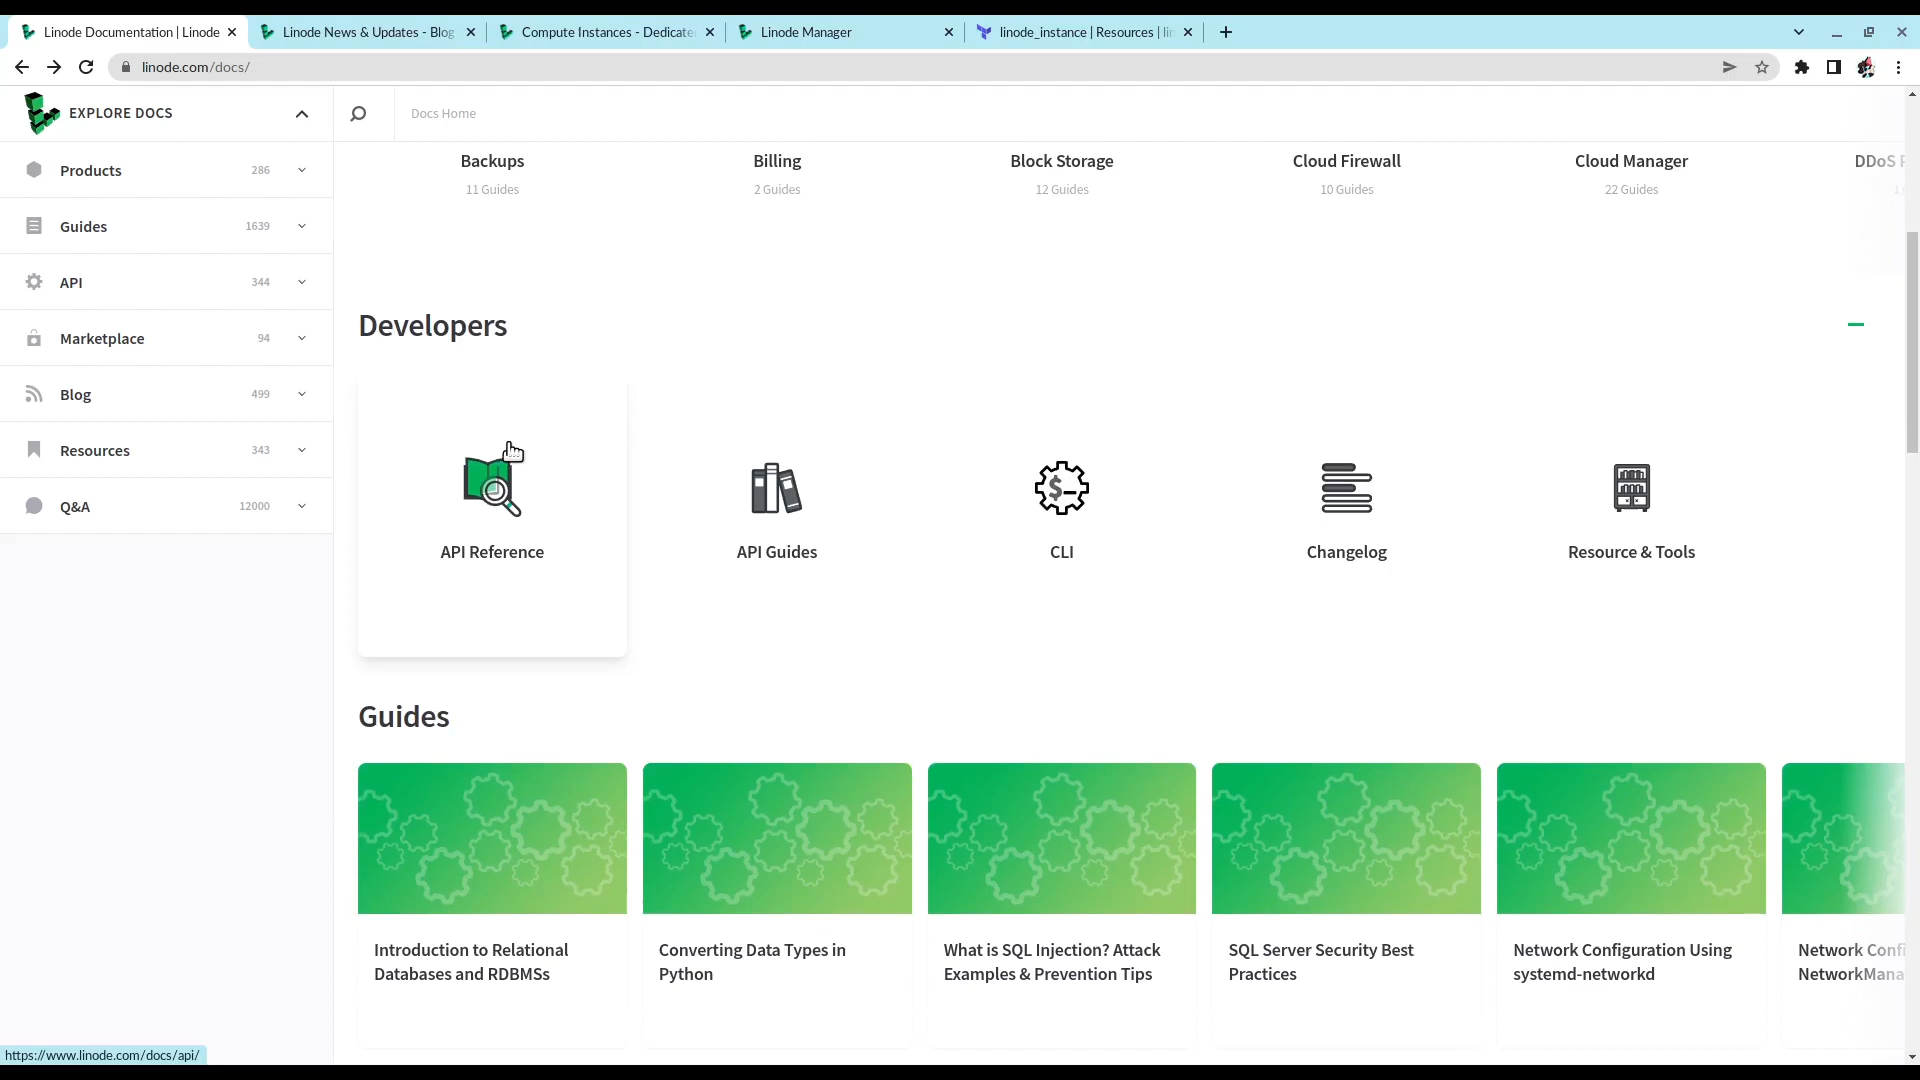 Linode Documentation | Linode
Linode News & Updates - Blog
Compute Instances - Dedicate
Linode Manager
linode_instance | Resources | lin
linode.com/docs/
EXPLORE DOCS
Docs Home
Products 286
Guides 1639
API 344
Marketplace 94
Blog 499
Resources 343
Q&A 12000
Backups
11 Guides
Billing
2 Guides
Block Storage
12 Guides
Cloud Firewall
10 Guides
Cloud Manager
22 Guides
DDoS
Developers
API Reference
API Guides
$_
CLI
Changelog
Resource & Tools
Guides
Introduction to Relational
Databases and RDBMSs
Converting Data Types in
Python
What is SQL Injection? Attack
Examples & Prevention Tips
SQL Server Security Best
Practices
Network Configuration Using
systemd-networkd
Network Confi
NetworkMana
https://www.linode.com/docs/api/